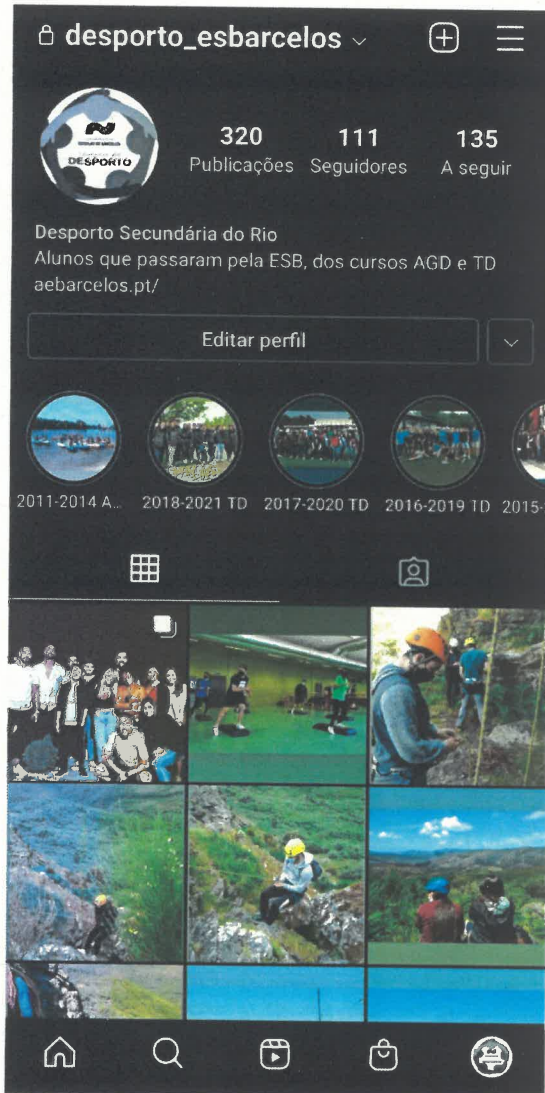 desporto_esbarcelos
DESPORTO
320 111 135
Publicações Seguidores A seguir
Desporto Secundária do Rio
Alunos que passaram pela ESB, dos cursos AGD e TD
aebarcelos.pt/
Editar perfil
2011-2014 A... 2018-2021 TD 2017-2020 TD 2016-2019 TD 2015-